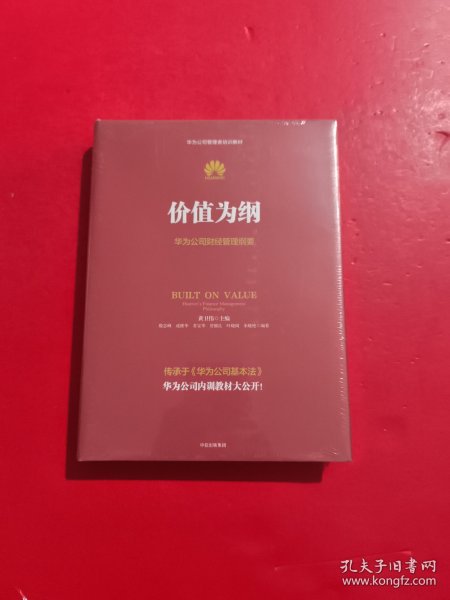 华为公司管理者培训教材
HUAWEI
价值为纲
华为公司财经管理纲要
BUILT ON VALUE
Huawei's Finance Management
Philosophy
黄卫伟◎主编
传承于《华为公司基本法》
华为公司内训教材大公开!
中信出版集团
孔夫子旧书网
www.kongfz.com